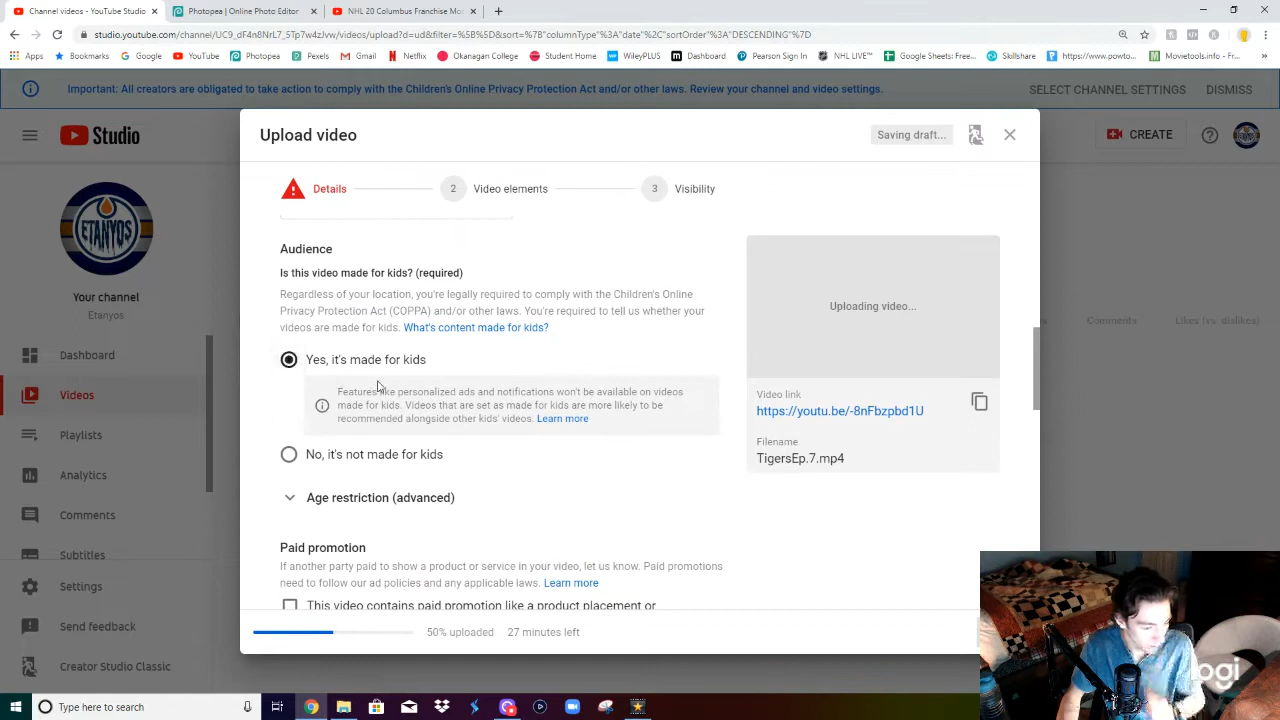 Channel videos - YouTube Studio
Photopea | Online Photo Editor
NHL 20 Columbus Franchise Mo
studio.youtube.com/channel/UC9_dF4n8NrL7_5Tp7w4zJvw/videos/upload?d=ud&filter=%5B%5D&sort=%7B"columnType"%3A"date"%2C"sortOrder"%3A"DESCENDING"%7D
Apps
Bookmarks
Google
YouTube
Photopea
Pexels
Gmail
Netflix
Okanagan College
Student Home
WileyPLUS
Dashboard
Pearson Sign In
NHL LIVE™
Google Sheets: Free...
Skillshare
https://www.powto...
Movietools.info - Fr...
Important: All creators are obligated to take action to comply with the Children's Online Privacy Protection Act and/or other laws. Review your channel and video settings.
SELECT CHANNEL SETTINGS
DISMISS
Studio
CREATE
ETANYOS
Your channel
Etanyos
Dashboard
Videos
Playlists
Analytics
Comments
Subtitles
Settings
Send feedback
Creator Studio Classic
Comments
Likes (vs. dislikes)
Upload video
Saving draft...
Details
2
Video elements
3
Visibility
Audience
Is this video made for kids? (required)
Regardless of your location, you're legally required to comply with the Children's Online
Privacy Protection Act (COPPA) and/or other laws. You're required to tell us whether your
videos are made for kids. What's content made for kids?
Yes, it's made for kids
Features like personalized ads and notifications won't be available on videos
made for kids. Videos that are set as made for kids are more likely to be
recommended alongside other kids' videos. Learn more
No, it's not made for kids
Age restriction (advanced)
Paid promotion
If another party paid to show a product or service in your video, let us know. Paid promotions
need to follow our ad policies and any applicable laws. Learn more
This video contains paid promotion like a product placement or
Uploading video...
Video link
https://youtu.be/-8nFbzpbd1U
Filename
TigersEp.7.mp4
50% uploaded
27 minutes left
logi
Type here to search